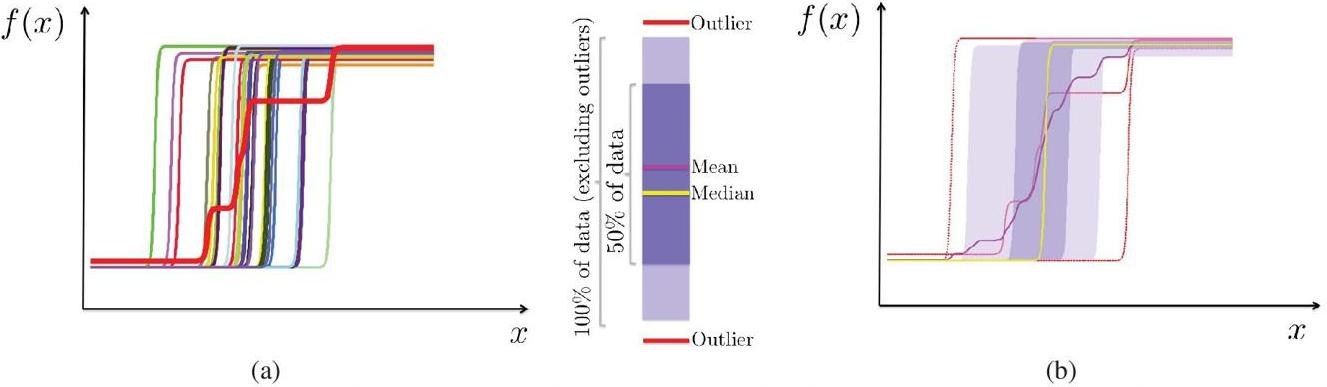 f(x)
x
(a)
100% of data (excluding outliers)
50% of data
Outlier
Mean
Median
Outlier
f(x)
x
(b)